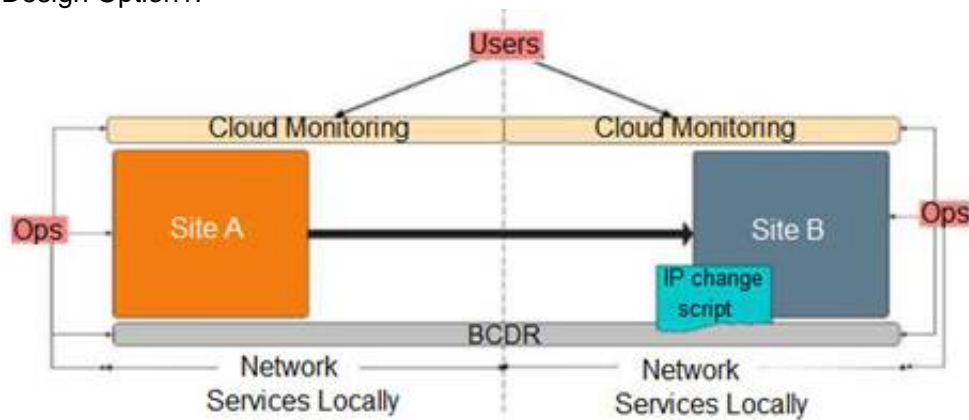 Design Option1:
Users
Cloud Monitoring
Cloud Monitoring
Ops
Site A
Site B
Ops
IP change
script
BCDR
Network
Services Locally
Network
Services Locally